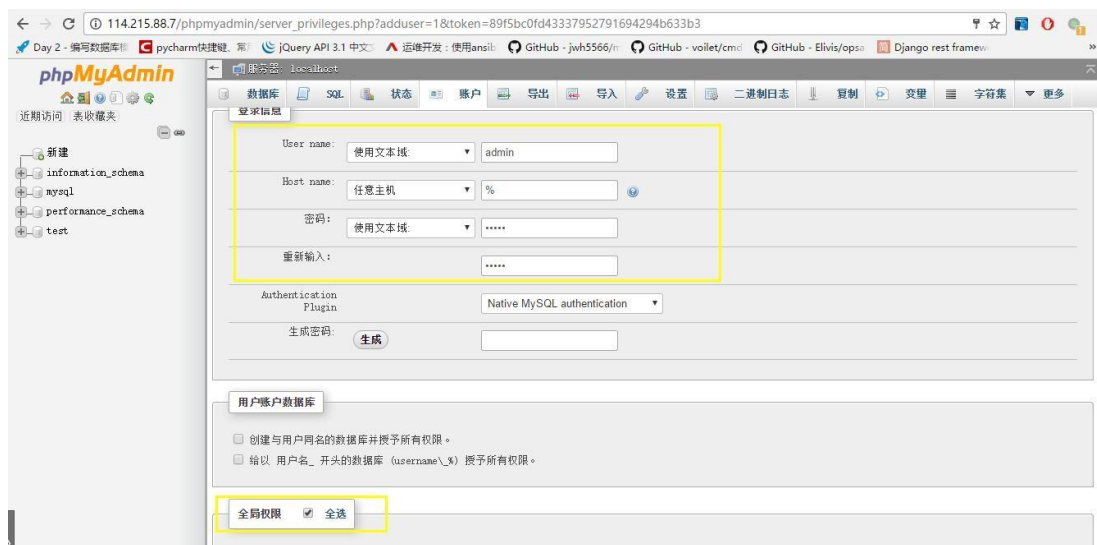 114.215.88.7/phpmyadmin/server_privileges.php?adduser=1&token=89f5bc0fd43337952791694294b633b3
Day 2 - 编写数据库 pycharm快捷键、常 jQuery API 3.1 中文 运维开发：使用ansib GitHub - jwh5566/n GitHub - voilet/cmd GitHub - Elivis/opsa Django rest framew »
phpMyAdmin
服务器: localhost
数据库 SQL 状态 账户 导出 导入 设置 二进制日志 复制 变量 字符集 更多
近期访问 表收藏夹
新建
information_schema
mysql
performance_schema
test
登录信息
User name: 使用文本域: admin
Host name: 任意主机 %
密码: 使用文本域: •••••
重新输入: •••••
Authentication Plugin Native MySQL authentication
生成密码: 生成
用户账户数据库
创建与用户同名的数据库并授予所有权限。
给以 用户名_ 开头的数据库 (username\_%) 授予所有权限。
全局权限 全选